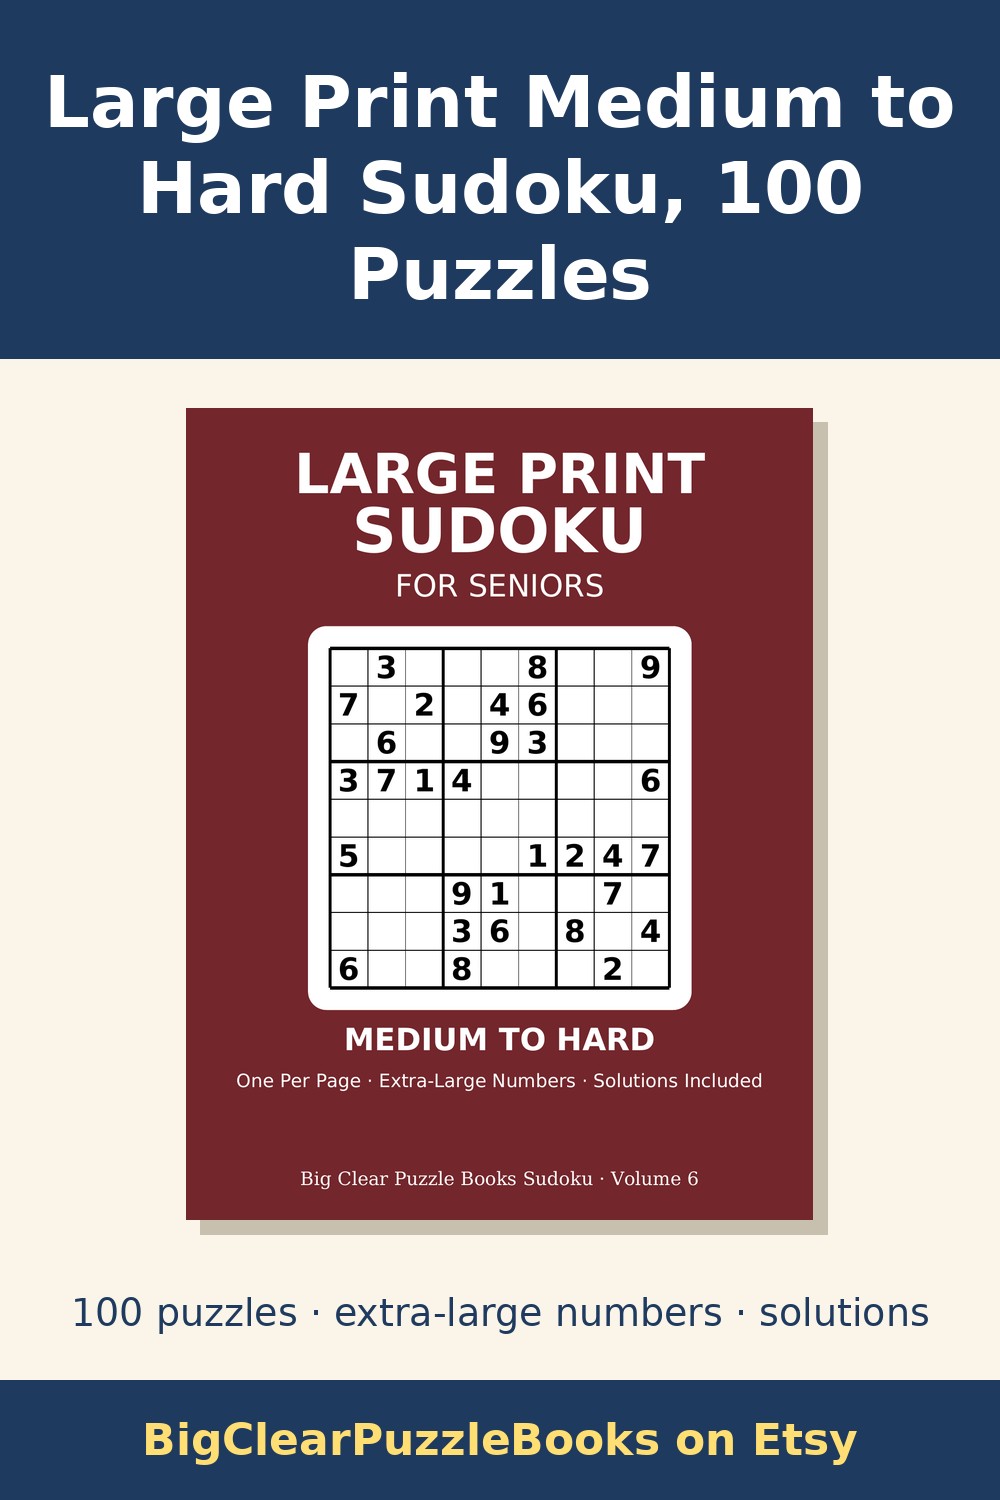 Large Print Medium to
Hard Sudoku, 100
Puzzles
LARGE PRINT
SUDOKU
FOR SENIORS
3 8 9
7 2 4 6
6 9 3
3 7 1 4 6
5 1 2 4 7
9 1 7
3 6 8 4
6 8 2
MEDIUM TO HARD
One Per Page · Extra-Large Numbers · Solutions Included
Big Clear Puzzle Books Sudoku · Volume 6
100 puzzles · extra-large numbers · solutions
BigClearPuzzleBooks on Etsy